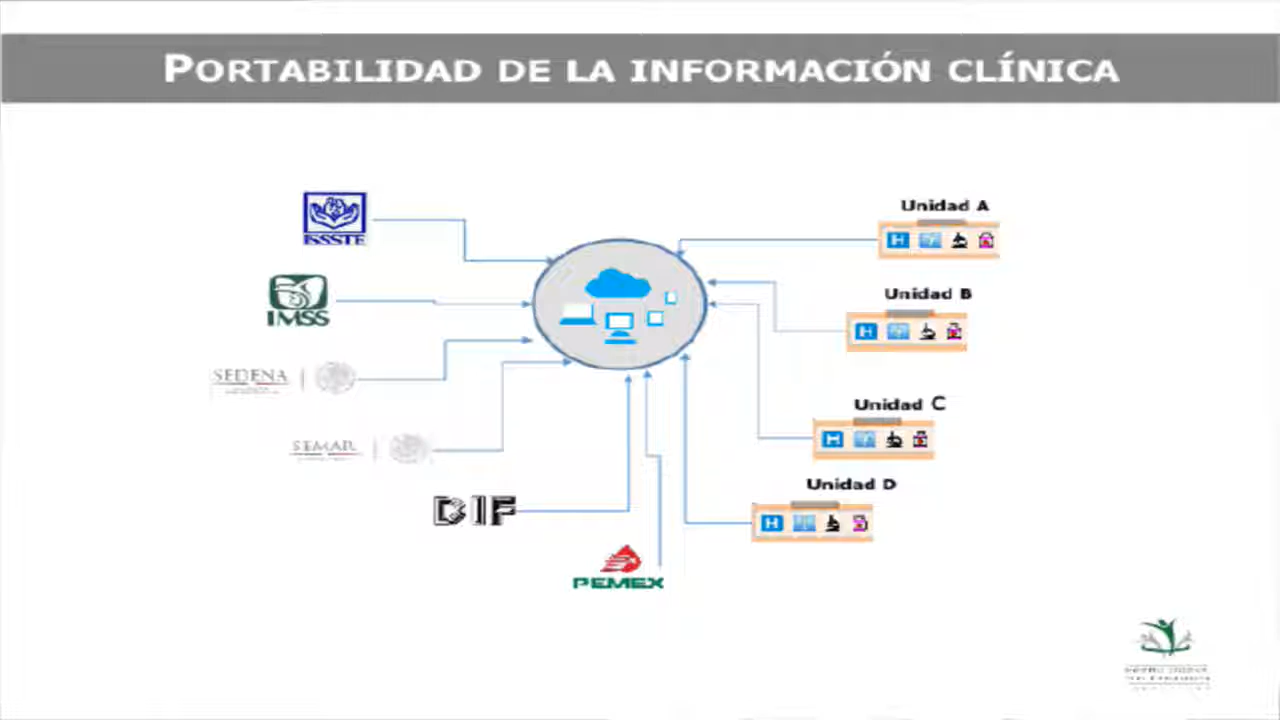 PORTABILIDAD DE LA INFORMACIÓN CLÍNICA
ISSSTE
IMSS
SEDENA
SEMAR
DIF
PEMEX
Unidad A
H
Unidad B
H
Unidad C
H
Unidad D
H